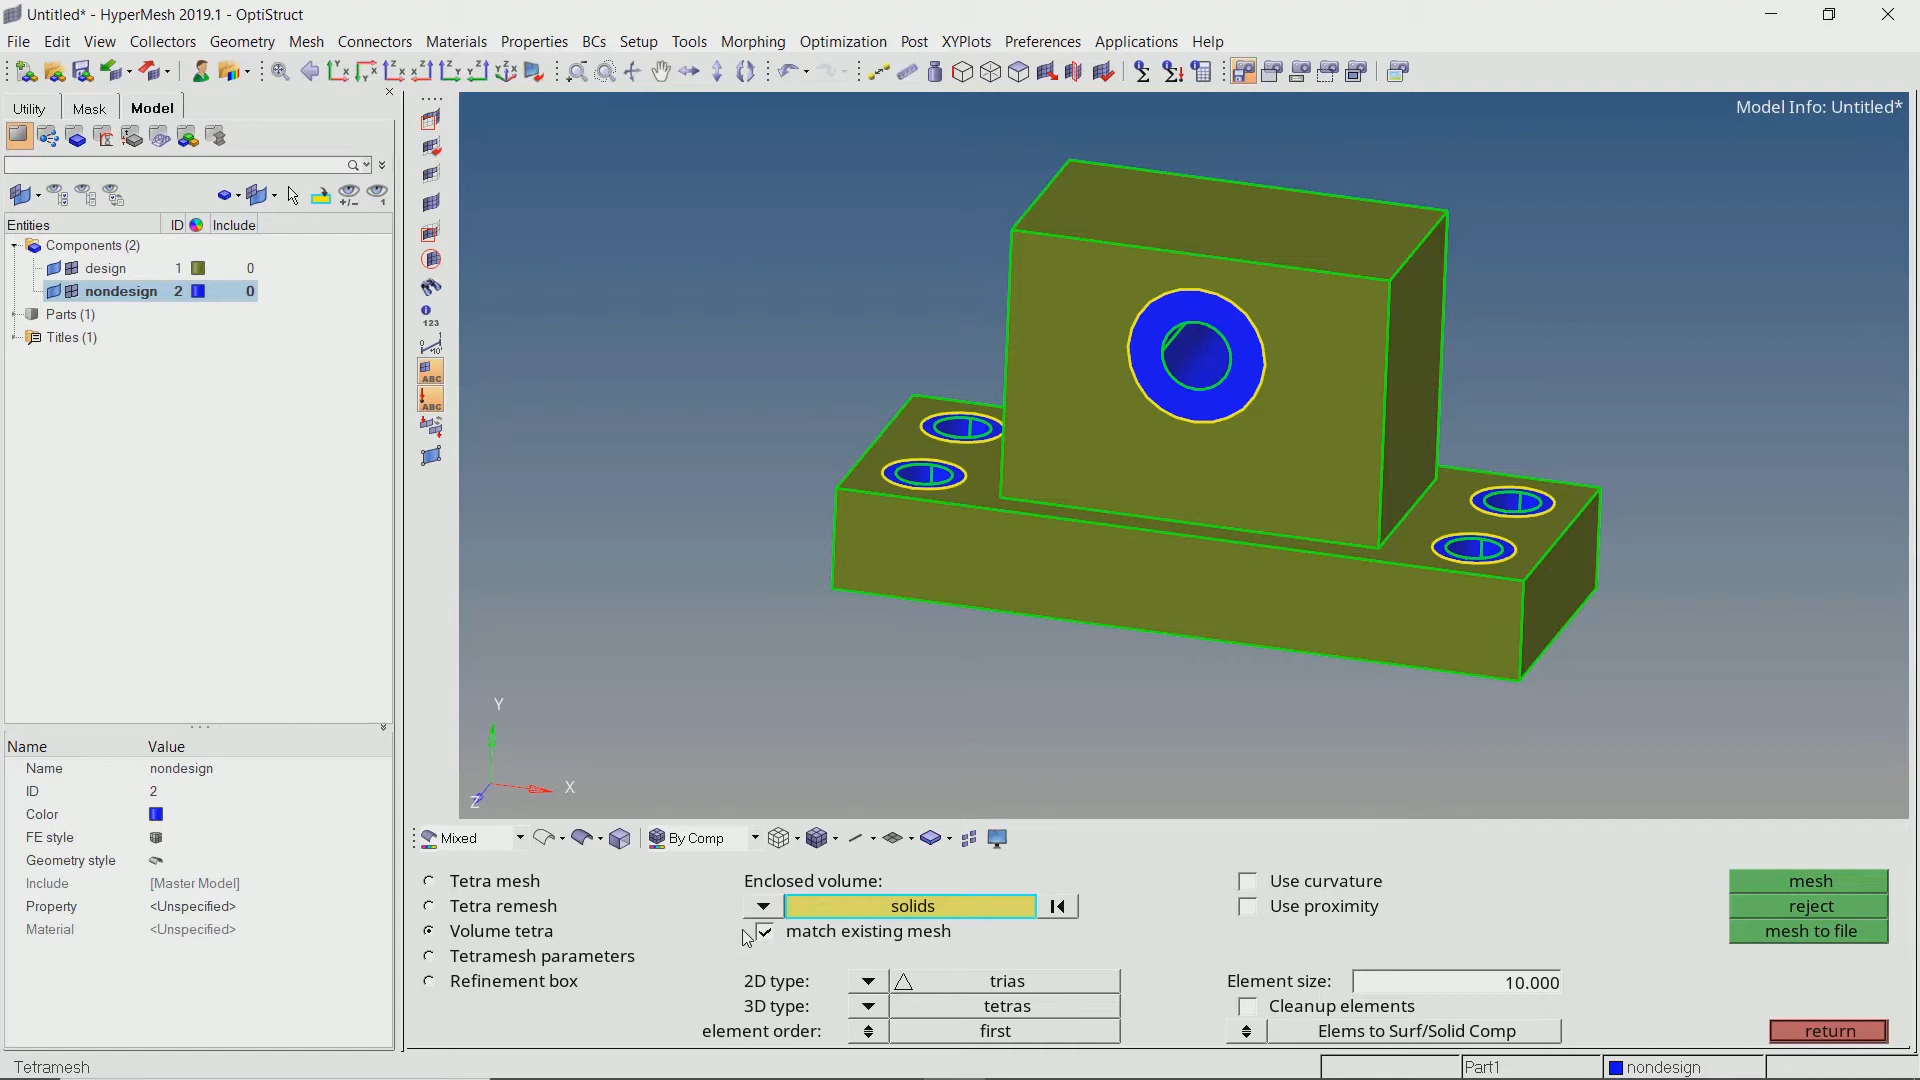 Untitled* - HyperMesh 2019.1 - OptiStruct
File Edit View Collectors Geometry Mesh Connectors Materials Properties BCs Setup Tools Morphing Optimization Post XYPlots Preferences Applications Help
Utility Mask Model
Model Info: Untitled*
Entities ID Include
Components (2)
design 1 0
nondesign 2 0
Parts (1)
Titles (1)
123
ABC
ABC
Name Value
Name nondesign
ID 2
Color
FE style
Geometry style
Include [Master Model]
Property <Unspecified>
Material <Unspecified>
Y
X
Z
Mixed By Comp
Tetra mesh Enclosed volume: Use curvature mesh
Tetra remesh solids Use proximity reject
Volume tetra match existing mesh mesh to file
Tetramesh parameters
Refinement box 2D type: trias Element size: 10.000
3D type: tetras Cleanup elements
element order: first Elems to Surf/Solid Comp return
Tetramesh Part1 nondesign